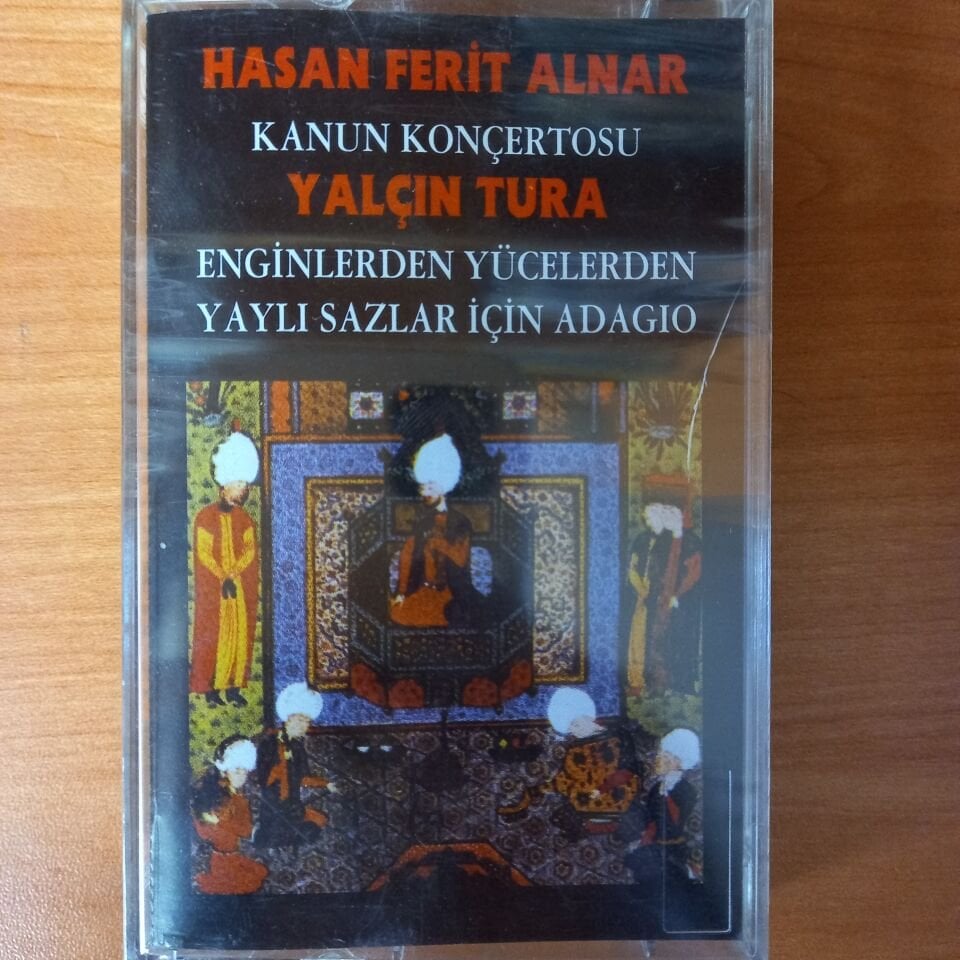 HASAN FERİT ALNAR
KANUN KONÇERTOSU
YALÇIN TURA
ENGİNLERDEN YÜCELERDEN
YAYLI SAZLAR İÇİN ADAGIO